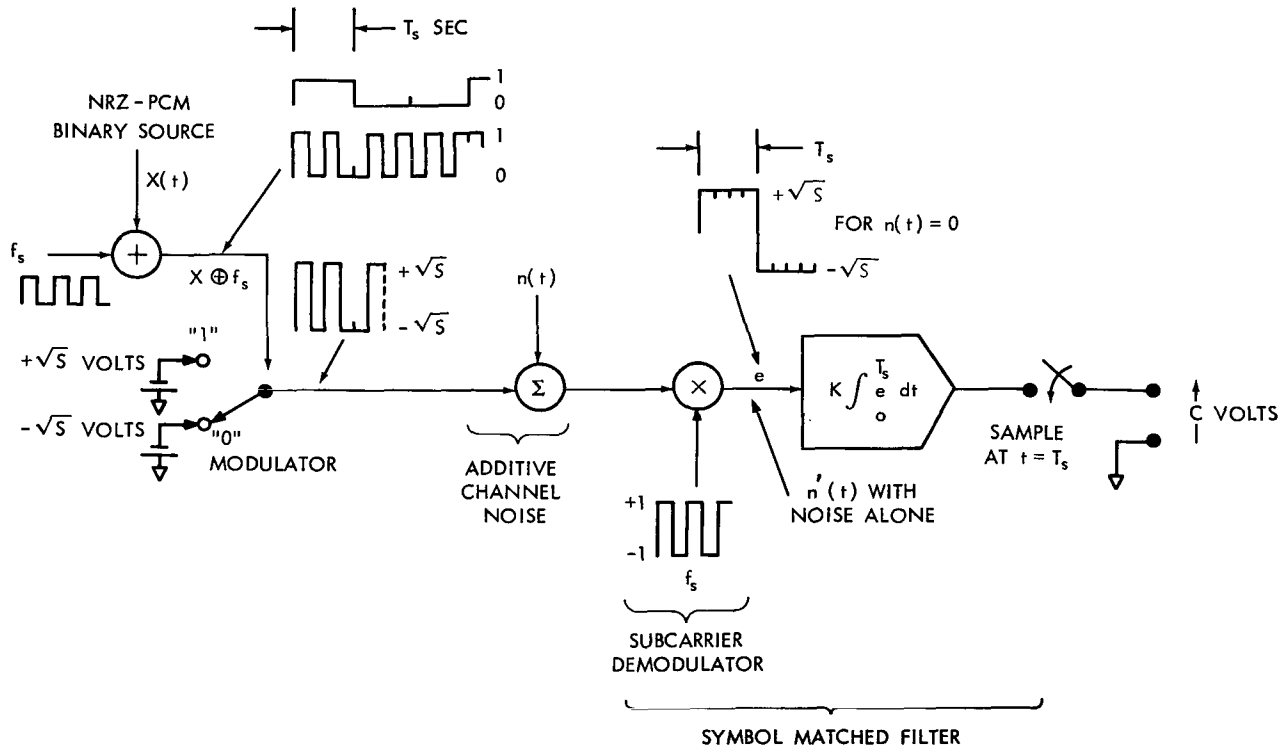 T_s SEC
1
0
NRZ-PCM
BINARY SOURCE
1
0
X(t)
T_s
+√S
FOR n(t) = 0
-√S
f_s
+
X ⊕ f_s
+√S
-√S
n(t)
"1"
+√S VOLTS
-√S VOLTS
"0"
MODULATOR
Σ
×
e
K ∫ e dt
T_s
o
C VOLTS
SAMPLE
AT t = T_s
ADDITIVE
CHANNEL
NOISE
n'(t) WITH
NOISE ALONE
+1
-1
f_s
SUBCARRIER
DEMODULATOR
SYMBOL MATCHED FILTER